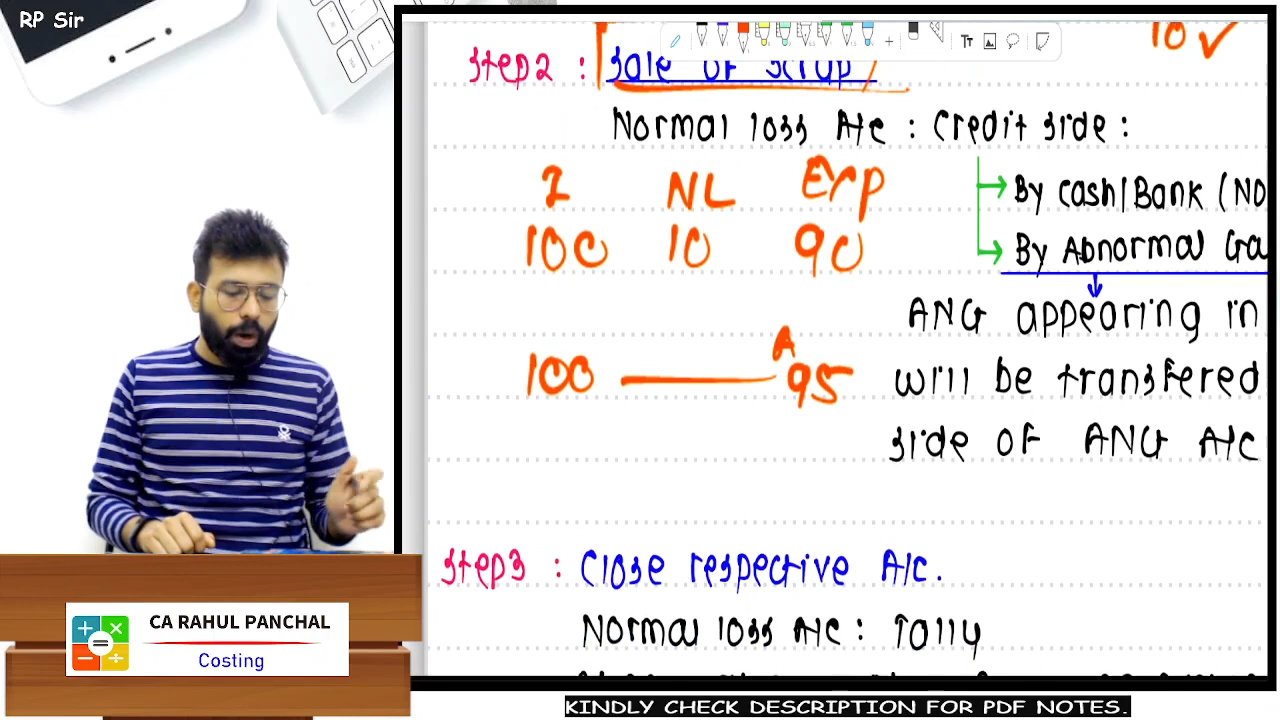 RP Sir
10 ✓
Step2 : Sale of Scrap
Normal loss A/c : Credit side :
I NL Exp
→ By Cash/Bank (NO
100 10 90
→ By Abnormal Ga
ANG appearing in
100 A 95
will be transfered
side of ANG A/c
Step3 : Close respective A/c.
Normal loss A/c : Tally
CA RAHUL PANCHAL
Costing
KINDLY CHECK DESCRIPTION FOR PDF NOTES.